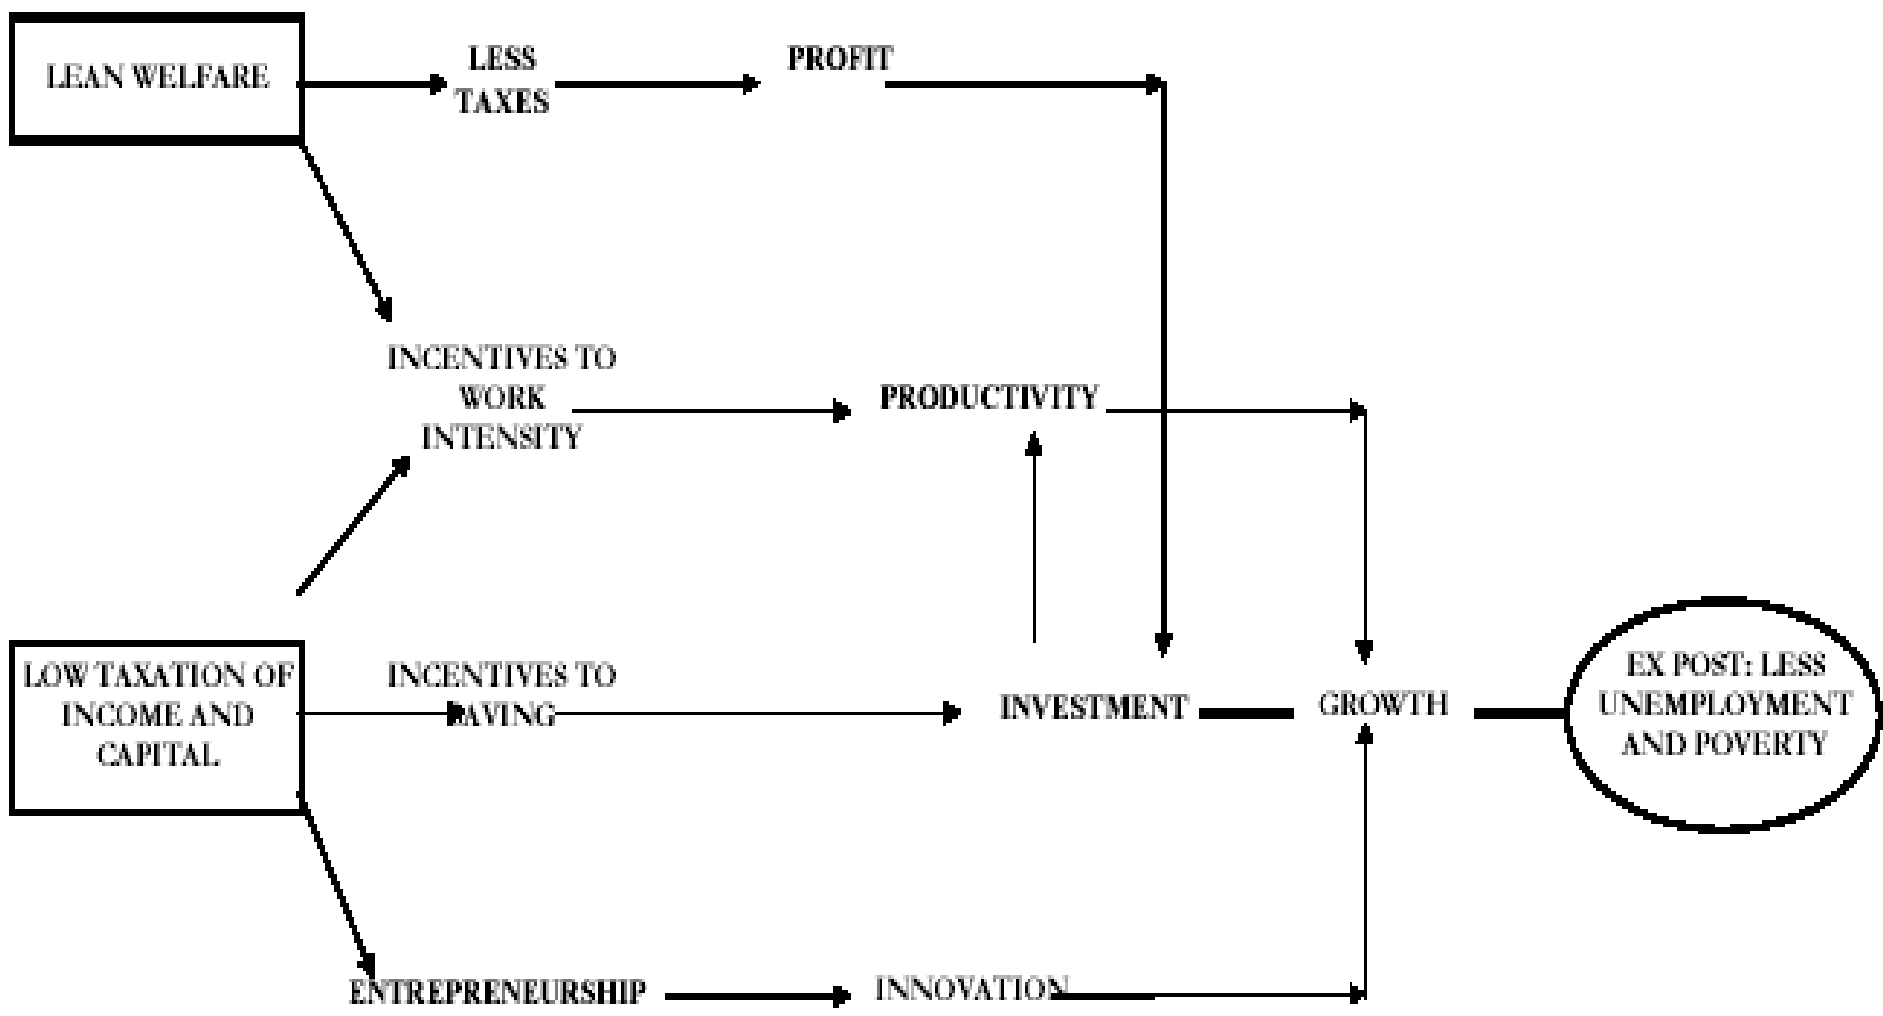 LEAN WELFARE
LESS
TAXES
PROFIT
INCENTIVES TO
WORK
INTENSITY
PRODUCTIVITY
LOW TAXATION OF
INCOME AND
CAPITAL
INCENTIVES TO
AVING
INVESTMENT
GROWTH
EX POST: LESS
UNEMPLOYMENT
AND POVERTY
ENTREPRENEURSHIP
INNOVATION